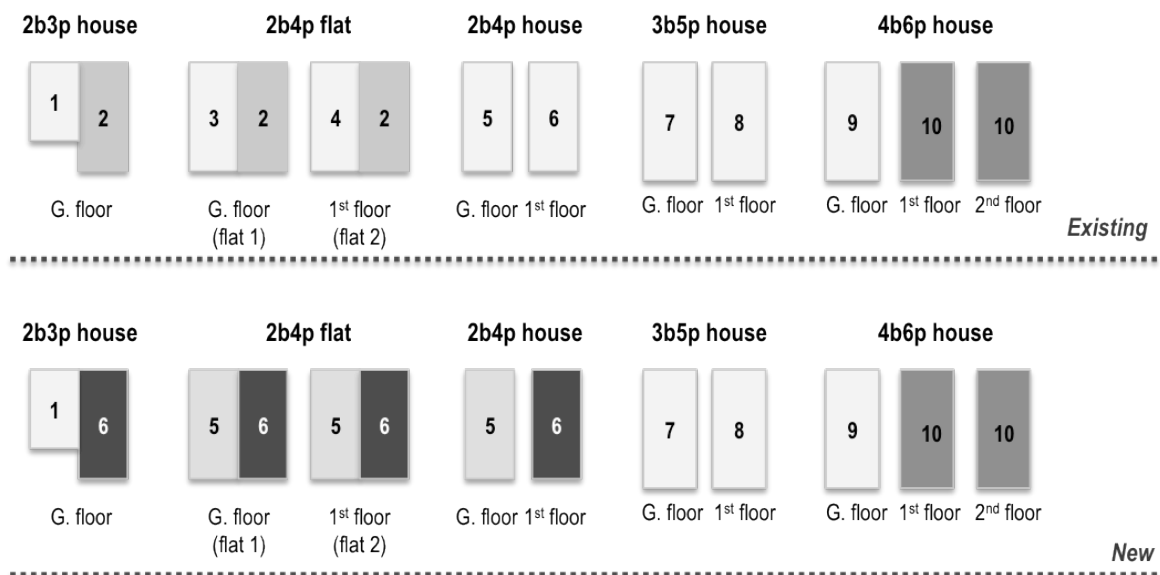 2b3p house 2b4p flat 2b4p house 3b5p house 4b6p house
1 2 3 2 4 2 5 6 7 8 9 10 10
G. floor G. floor 1st floor G. floor 1st floor G. floor 1st floor G. floor 1st floor 2nd floor
(flat 1) (flat 2)
Existing
2b3p house 2b4p flat 2b4p house 3b5p house 4b6p house
1 6 5 6 5 6 5 6 7 8 9 10 10
G. floor G. floor 1st floor G. floor 1st floor G. floor 1st floor G. floor 1st floor 2nd floor
(flat 1) (flat 2)
New